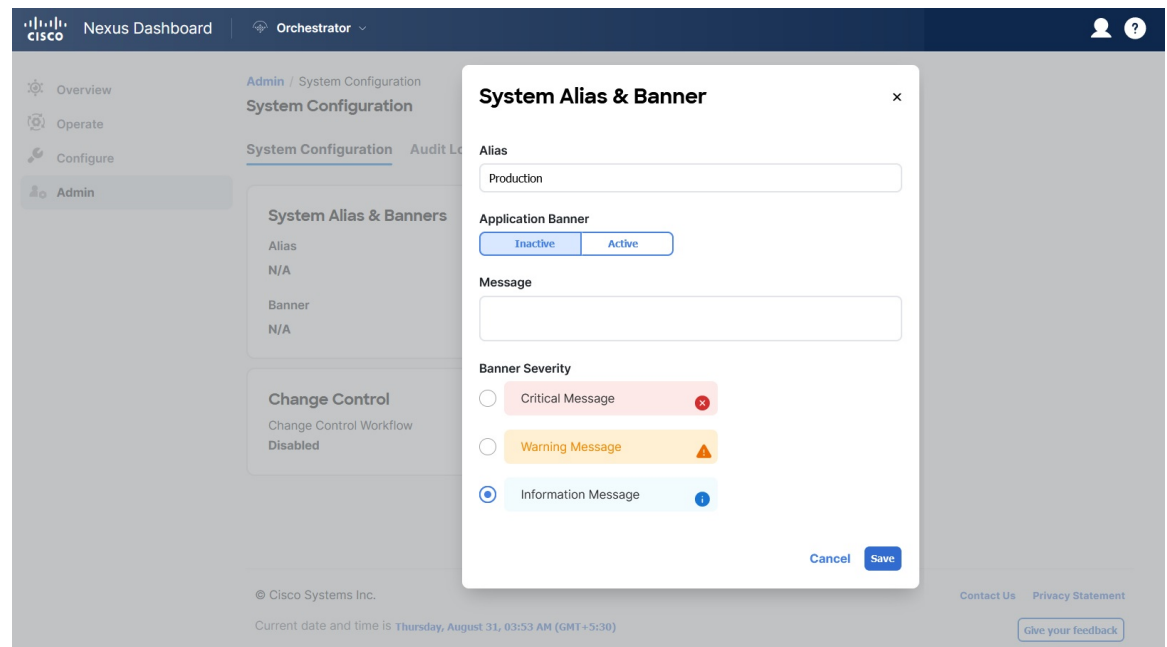 CISCO
Nexus Dashboard
Orchestrator
?
Overview
Operate
Configure
Admin
Admin / System Configuration
System Configuration
System Configuration Audit Lo
System Alias & Banners
Alias
N/A
Banner
N/A
Change Control
Change Control Workflow
Disabled
System Alias & Banner
Alias
Production
Application Banner
Inactive Active
Message
Banner Severity
Critical Message
Warning Message
Information Message
Cancel Save
© Cisco Systems Inc.
Contact Us Privacy Statement
Current date and time is Thursday, August 31, 03:53 AM (GMT+5:30)
Give your feedback